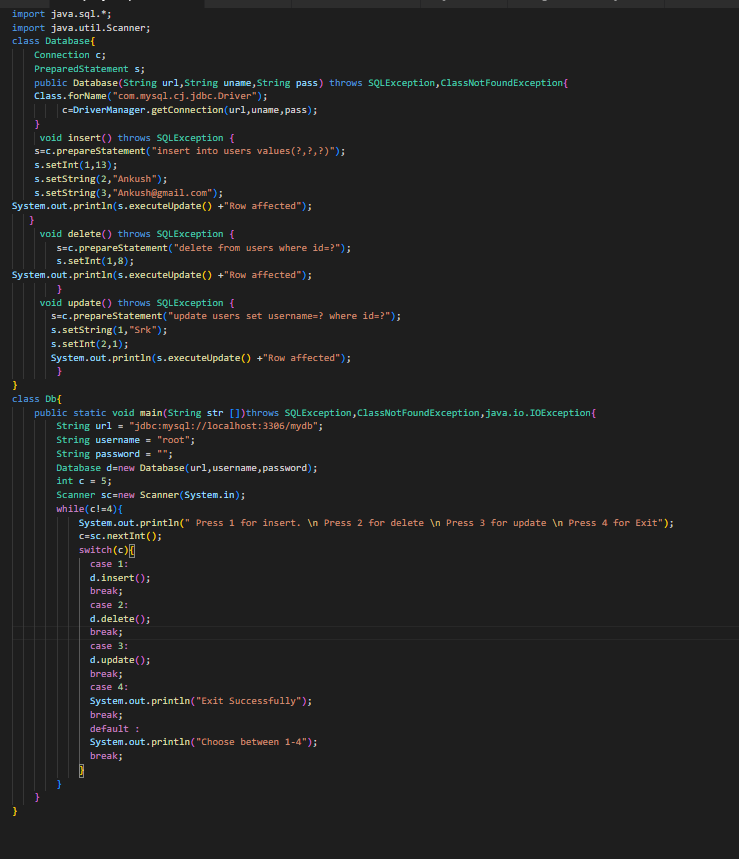 import java.sql.*;
import java.util.Scanner;
class Database{
Connection c;
PreparedStatement s;
public Database(String url,String uname,String pass) throws SQLException,ClassNotFoundException{
Class.forName("com.mysql.cj.jdbc.Driver");
c=DriverManager.getConnection(url,uname,pass);
}
void insert() throws SQLException {
s=c.prepareStatement("insert into users values(?,?,?)");
s.setInt(1,13);
s.setString(2,"Ankush");
s.setString(3,"Ankush@gmail.com");
System.out.println(s.executeUpdate() +"Row affected");
}
void delete() throws SQLException {
s=c.prepareStatement("delete from users where id=?");
s.setInt(1,8);
System.out.println(s.executeUpdate() +"Row affected");
}
void update() throws SQLException {
s=c.prepareStatement("update users set username=? where id=?");
s.setString(1,"Srk");
s.setInt(2,1);
System.out.println(s.executeUpdate() +"Row affected");
}
}
class Db{
public static void main(String str [])throws SQLException,ClassNotFoundException,java.io.IOException{
String url = "jdbc:mysql://localhost:3306/mydb";
String username = "root";
String password = "";
Database d=new Database(url,username,password);
int c = 5;
Scanner sc=new Scanner(System.in);
while(c!=4){
System.out.println(" Press 1 for insert. \n Press 2 for delete \n Press 3 for update \n Press 4 for Exit");
c=sc.nextInt();
switch(c){
case 1:
d.insert();
break;
case 2:
d.delete();
break;
case 3:
d.update();
break;
case 4:
System.out.println("Exit Successfully");
break;
default :
System.out.println("Choose between 1-4");
break;
}
}
}
}